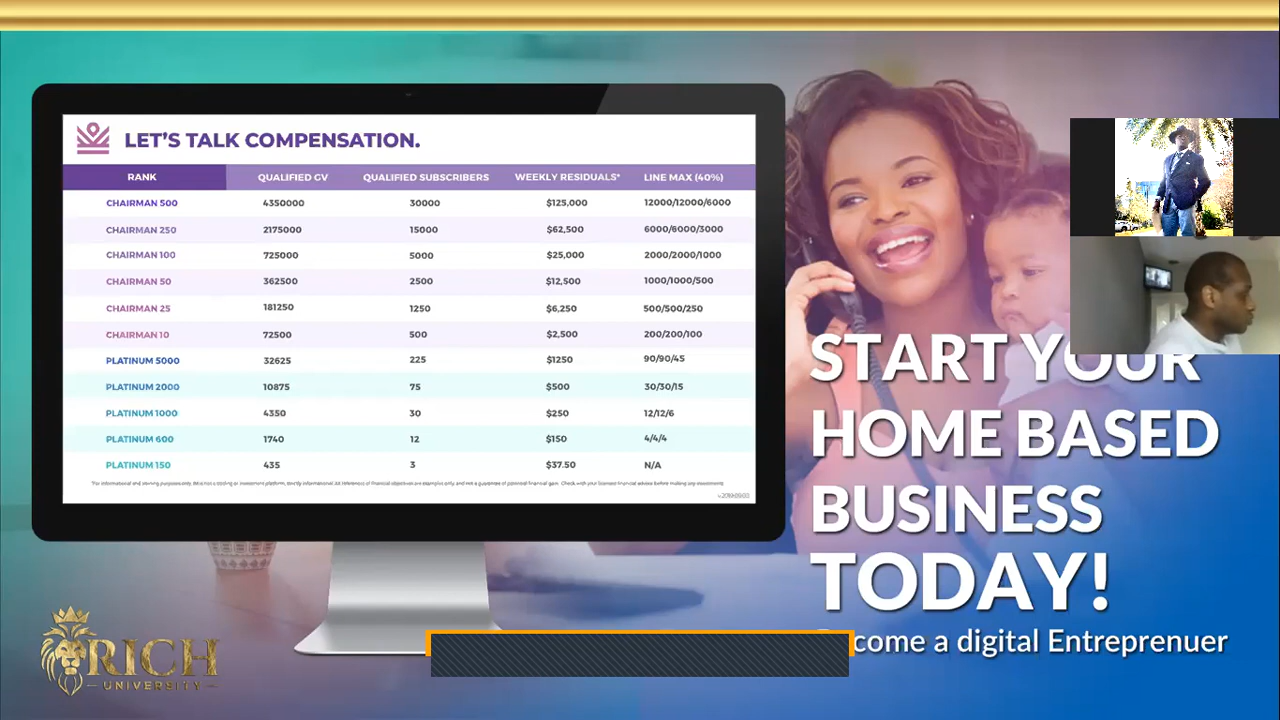 LET'S TALK COMPENSATION.
RANK QUALIFIED GV QUALIFIED SUBSCRIBERS WEEKLY RESIDUALS* LINE MAX (40%)
CHAIRMAN 500 4350000 30000 $125,000 12000/12000/6000
CHAIRMAN 250 2175000 15000 $62,500 6000/6000/3000
CHAIRMAN 100 725000 5000 $25,000 2000/2000/1000
CHAIRMAN 50 362500 2500 $12,500 1000/1000/500
CHAIRMAN 25 181250 1250 $6,250 500/500/250
CHAIRMAN 10 72500 500 $2,500 200/200/100
PLATINUM 5000 32625 225 $1250 90/90/45
PLATINUM 2000 10875 75 $500 30/30/15
PLATINUM 1000 4350 30 $250 12/12/6
PLATINUM 600 1740 12 $150 4/4/4
PLATINUM 150 435 3 $37.50 N/A
START YOUR
HOME BASED
BUSINESS
TODAY!
come a digital Entreprenuer
RICH
UNIVERSITY